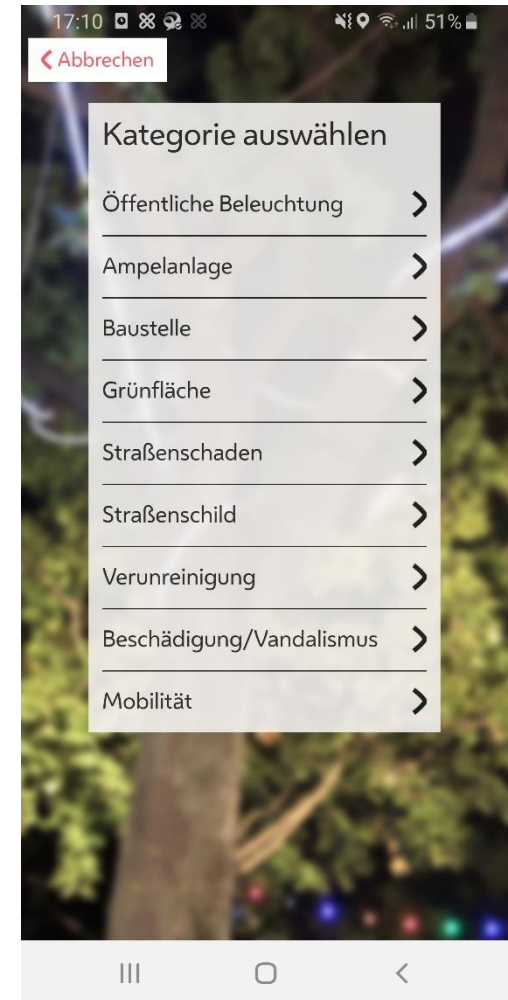 17:10 51%
Abbrechen
Kategorie auswählen
Öffentliche Beleuchtung
Ampelanlage
Baustelle
Grünfläche
Straßenschaden
Straßenschild
Verunreinigung
Beschädigung/Vandalismus
Mobilität